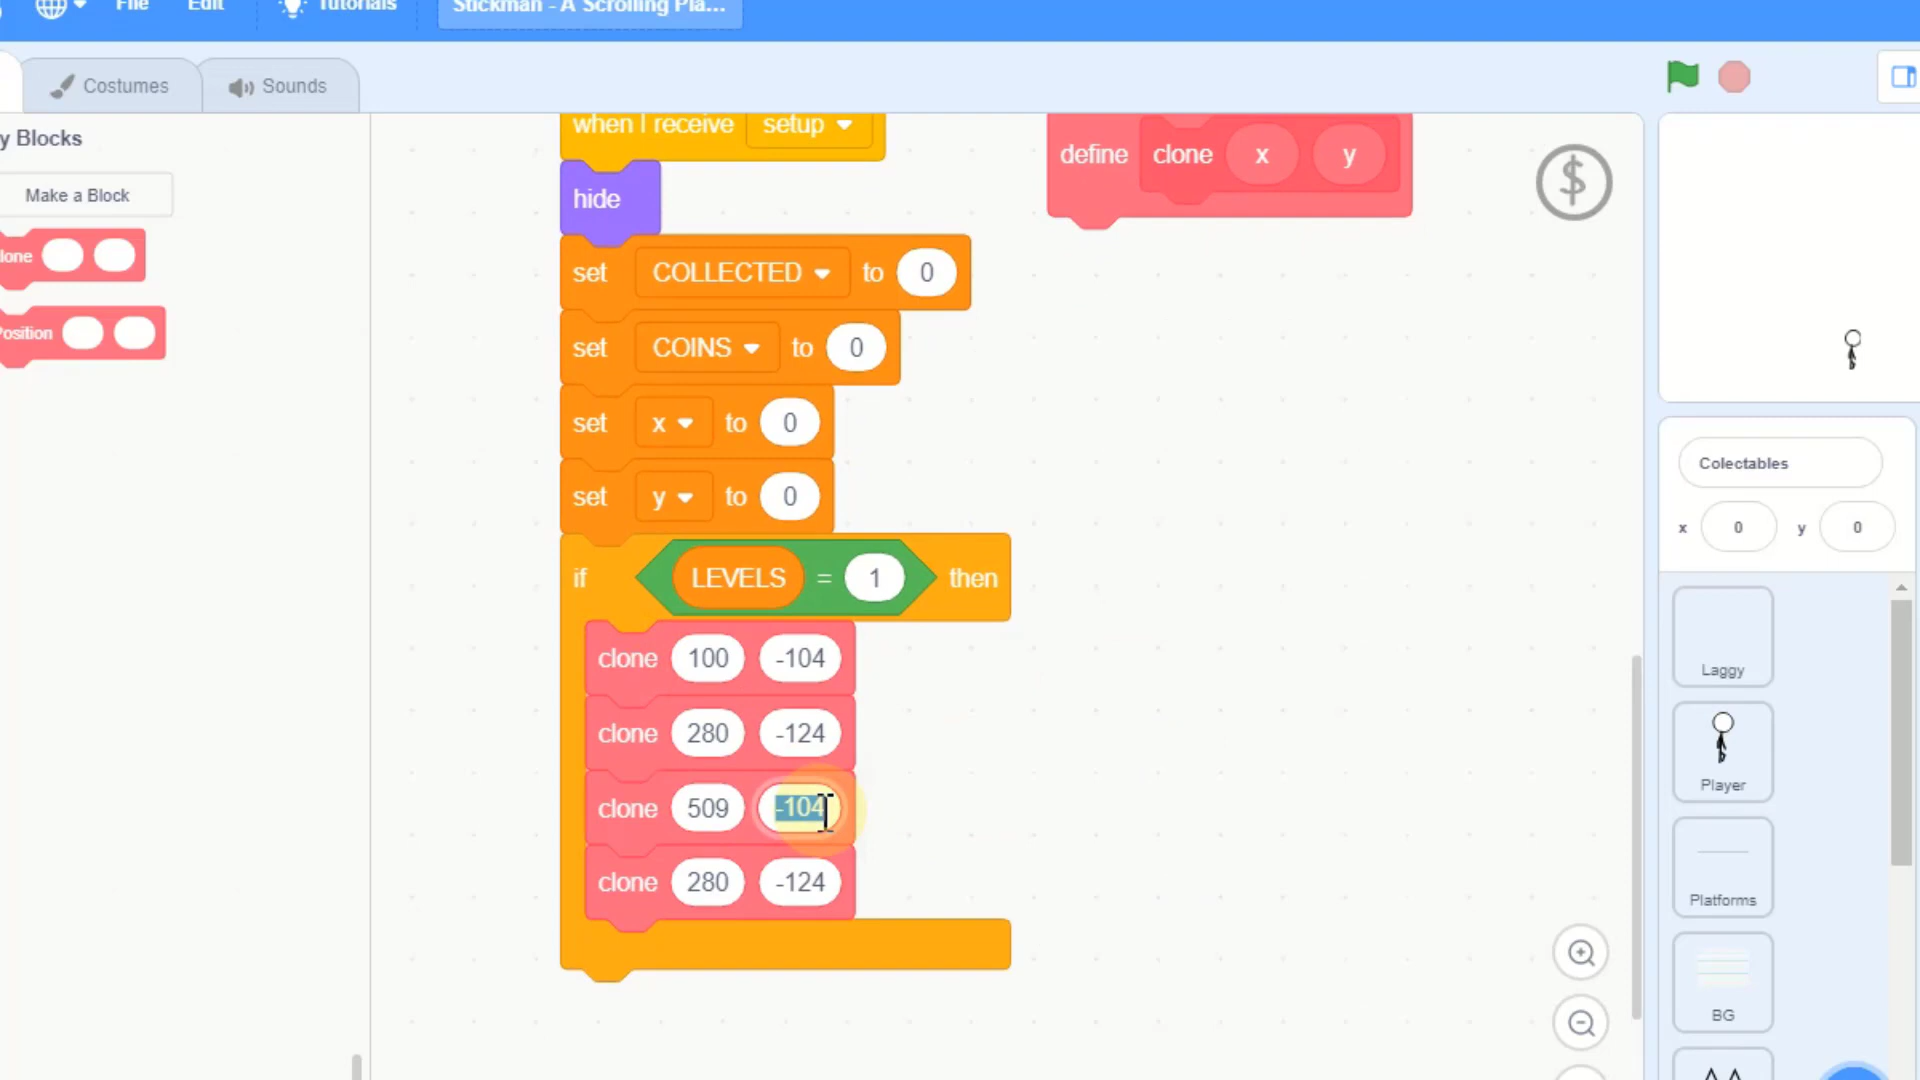 File Edit Tutorials Stickman - A Scrolling Pla...
Costumes Sounds
y Blocks
Make a Block
lone
Position
when I receive setup
hide
set COLLECTED to 0
set COINS to 0
set x to 0
set y to 0
if LEVELS = 1 then
clone 100 -104
clone 280 -124
clone 509 -104
clone 280 -124
define clone x y
$
Colectables
x 0 y 0
Laggy
Player
Platforms
BG